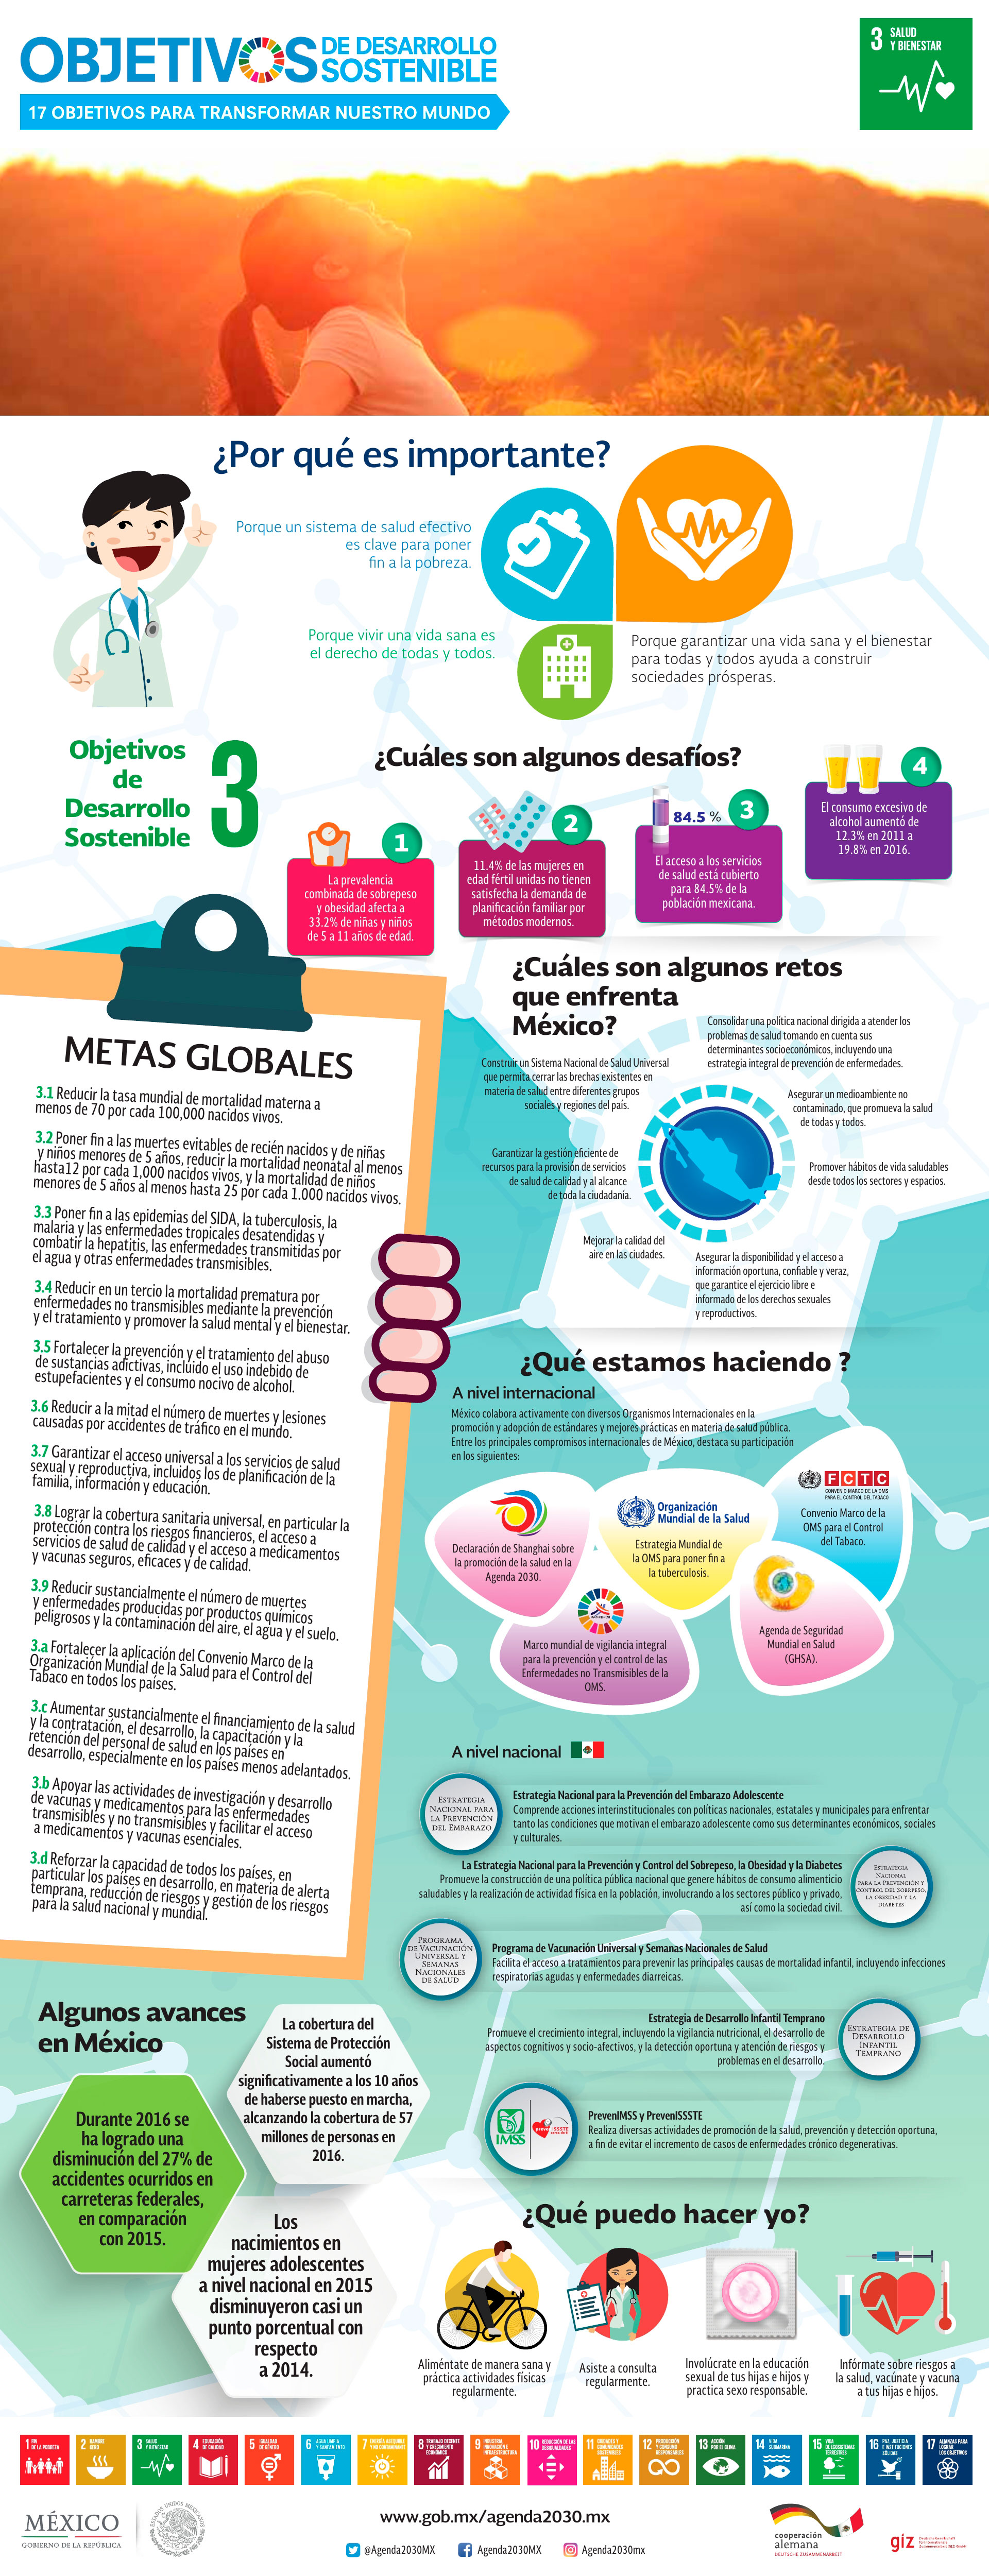 OBJETIVOS DE DESARROLLO
SOSTENIBLE
17 OBJETIVOS PARA TRANSFORMAR NUESTRO MUNDO
3 SALUD
Y BIENESTAR
¿Por qué es importante?
Porque un sistema de salud efectivo
es clave para poner
fin a la pobreza.
Porque vivir una vida sana es
el derecho de todas y todos.
Porque garantizar una vida sana y el bienestar
para todas y todos ayuda a construir
sociedades prósperas.
Objetivos
de
Desarrollo
Sostenible
3
¿Cuáles son algunos desafíos?
1
La prevalencia
combinada de sobrepeso
y obesidad afecta a
33.2% de niñas y niños
de 5 a 11 años de edad.
2
11.4% de las mujeres en
edad fértil unidas no tienen
satisfecha la demanda de
planificación familiar por
métodos modernos.
84.5 %
3
El acceso a los servicios
de salud está cubierto
para 84.5% de la
población mexicana.
4
El consumo excesivo de
alcohol aumentó de
12.3% en 2011 a
19.8% en 2016.
METAS GLOBALES
3.1 Reducir la tasa mundial de mortalidad materna a
menos de 70 por cada 100,000 nacidos vivos.
3.2 Poner fin a las muertes evitables de recién nacidos y de niñas
y niños menores de 5 años, reducir la mortalidad neonatal al menos
hasta12 por cada 1,000 nacidos vivos, y la mortalidad de niños
menores de 5 años al menos hasta 25 por cada 1.000 nacidos vivos.
3.3 Poner fin a las epidemias del SIDA, la tuberculosis, la
malaria y las enfermedades tropicales desatendidas y
combatir la hepatitis, las enfermedades transmitidas por
el agua y otras enfermedades transmisibles.
3.4 Reducir en un tercio la mortalidad prematura por
enfermedades no transmisibles mediante la prevención
y el tratamiento y promover la salud mental y el bienestar.
3.5 Fortalecer la prevención y el tratamiento del abuso
de sustancias adictivas, incluido el uso indebido de
estupefacientes y el consumo nocivo de alcohol.
3.6 Reducir a la mitad el número de muertes y lesiones
causadas por accidentes de tráfico en el mundo.
3.7 Garantizar el acceso universal a los servicios de salud
sexual y reproductiva, incluidos los de planificación de la
familia, información y educación.
3.8 Lograr la cobertura sanitaria universal, en particular la
protección contra los riesgos financieros, el acceso a
servicios de salud de calidad y el acceso a medicamentos
y vacunas seguros, eficaces y de calidad.
3.9 Reducir sustancialmente el número de muertes
y enfermedades producidas por productos químicos
peligrosos y la contaminación del aire, el agua y el suelo.
3.a Fortalecer la aplicación del Convenio Marco de la
Organización Mundial de la Salud para el Control del
Tabaco en todos los países.
3.c Aumentar sustancialmente el financiamiento de la salud
y la contratación, el desarrollo, la capacitación y la
retención del personal de salud en los países en
desarrollo, especialmente en los países menos adelantados.
3.b Apoyar las actividades de investigación y desarrollo
de vacunas y medicamentos para las enfermedades
transmisibles y no transmisibles y facilitar el acceso
a medicamentos y vacunas esenciales.
3.d Reforzar la capacidad de todos los países, en
particular los países en desarrollo, en materia de alerta
temprana, reducción de riesgos y gestión de los riesgos
para la salud nacional y mundial.
¿Cuáles son algunos retos
que enfrenta
México?
Consolidar una política nacional dirigida a atender los
problemas de salud tomando en cuenta sus
determinantes socioeconómicos, incluyendo una
estrategia integral de prevención de enfermedades.
Construir un Sistema Nacional de Salud Universal
que permita cerrar las brechas existentes en
materia de salud entre diferentes grupos
sociales y regiones del país.
Asegurar un medioambiente no
contaminado, que promueva la salud
de todas y todos.
Garantizar la gestión eficiente de
recursos para la provisión de servicios
de salud de calidad y al alcance
de toda la ciudadanía.
Promover hábitos de vida saludables
desde todos los sectores y espacios.
Mejorar la calidad del
aire en las ciudades.
Asegurar la disponibilidad y el acceso a
información oportuna, confiable y veraz,
que garantice el ejercicio libre e
informado de los derechos sexuales
y reproductivos.
¿Qué estamos haciendo ?
A nivel internacional
México colabora activamente con diversos Organismos Internacionales en la
promoción y adopción de estándares y mejores prácticas en materia de salud pública.
Entre los principales compromisos internacionales de México, destaca su participación
en los siguientes:
Declaración de Shanghai sobre
la promoción de la salud en la
Agenda 2030.
Organización
Mundial de la Salud
Estrategia Mundial de
la OMS para poner fin a
la tuberculosis.
FCTC
CONVENIO MARCO DE LA OMS
PARA EL CONTROL DEL TABACO
Convenio Marco de la
OMS para el Control
del Tabaco.
Marco mundial de vigilancia integral
para la prevención y el control de las
Enfermedades no Transmisibles de la
OMS.
Agenda de Seguridad
Mundial en Salud
(GHSA).
A nivel nacional
ESTRATEGIA
NACIONAL PARA
LA PREVENCIÓN
DEL EMBARAZO
Estrategia Nacional para la Prevención del Embarazo Adolescente
Comprende acciones interinstitucionales con políticas nacionales, estatales y municipales para enfrentar
tanto las condiciones que motivan el embarazo adolescente como sus determinantes económicos, sociales
y culturales.
La Estrategia Nacional para la Prevención y Control del Sobrepeso, la Obesidad y la Diabetes
Promueve la construcción de una política pública nacional que genere hábitos de consumo alimenticio
saludables y la realización de actividad física en la población, involucrando a los sectores público y privado,
así como la sociedad civil.
ESTRATEGIA
NACIONAL
PARA LA PREVENCIÓN Y
CONTROL DEL SOBRPESO,
LA OBESIDAD Y LA
DIABETES
PROGRAMA
DE VACUNACIÓN
UNIVERSAL Y
SEMANAS
NACIONALES
DE SALUD
Programa de Vacunación Universal y Semanas Nacionales de Salud
Facilita el acceso a tratamientos para prevenir las principales causas de mortalidad infantil, incluyendo infecciones
respiratorias agudas y enfermedades diarreicas.
Estrategia de Desarrollo Infantil Temprano
Promueve el crecimiento integral, incluyendo la vigilancia nutricional, el desarrollo de
aspectos cognitivos y socio-afectivos, y la detección oportuna y atención de riesgos y
problemas en el desarrollo.
ESTRATEGIA DE
DESARROLLO
INFANTIL
TEMPRANO
IMSS
ISSSTE
PrevenIMSS y PrevenISSSTE
Realiza diversas actividades de promoción de la salud, prevención y detección oportuna,
a fin de evitar el incremento de casos de enfermedades crónico degenerativas.
Algunos avances
en México
La cobertura del
Sistema de Protección
Social aumentó
significativamente a los 10 años
de haberse puesto en marcha,
alcanzando la cobertura de 57
millones de personas en
2016.
Durante 2016 se
ha logrado una
disminución del 27% de
accidentes ocurridos en
carreteras federales,
en comparación
con 2015.
Los
nacimientos en
mujeres adolescentes
a nivel nacional en 2015
disminuyeron casi un
punto porcentual con
respecto
a 2014.
¿Qué puedo hacer yo?
Aliméntate de manera sana y
práctica actividades físicas
regularmente.
Asiste a consulta
regularmente.
Involúcrate en la educación
sexual de tus hijas e hijos y
practica sexo responsable.
Infórmate sobre riesgos a
la salud, vacúnate y vacuna
a tus hijas e hijos.
1 FIN
DE LA POBREZA
2 HAMBRE
CERO
3 SALUD
Y BIENESTAR
4 EDUCACIÓN
DE CALIDAD
5 IGUALDAD
DE GÉNERO
6 AGUA LIMPIA
Y SANEAMIENTO
7 ENERGÍA ASEQUIBLE
Y NO CONTAMINANTE
8 TRABAJO DECENTE
Y CRECIMIENTO
ECONÓMICO
9 INDUSTRIA,
INNOVACIÓN E
INFRAESTRUCTURA
10 REDUCCIÓN DE LAS
DESIGUALDADES
11 CIUDADES Y
COMUNIDADES
SOSTENIBLES
12 PRODUCCIÓN
Y CONSUMO
RESPONSABLES
13 ACCIÓN
POR EL CLIMA
14 VIDA
SUBMARINA
15 VIDA
DE ECOSISTEMAS
TERRESTRES
16 PAZ, JUSTICIA
E INSTITUCIONES
SÓLIDAS
17 ALIANZAS PARA
LOGRAR
LOS OBJETIVOS
MÉXICO
GOBIERNO DE LA REPÚBLICA
ESTADOS UNIDOS MEXICANOS
www.gob.mx/agenda2030.mx
@Agenda2030MX
Agenda2030MX
Agenda2030mx
cooperación
alemana
DEUTSCHE ZUSAMMENARBEIT
giz